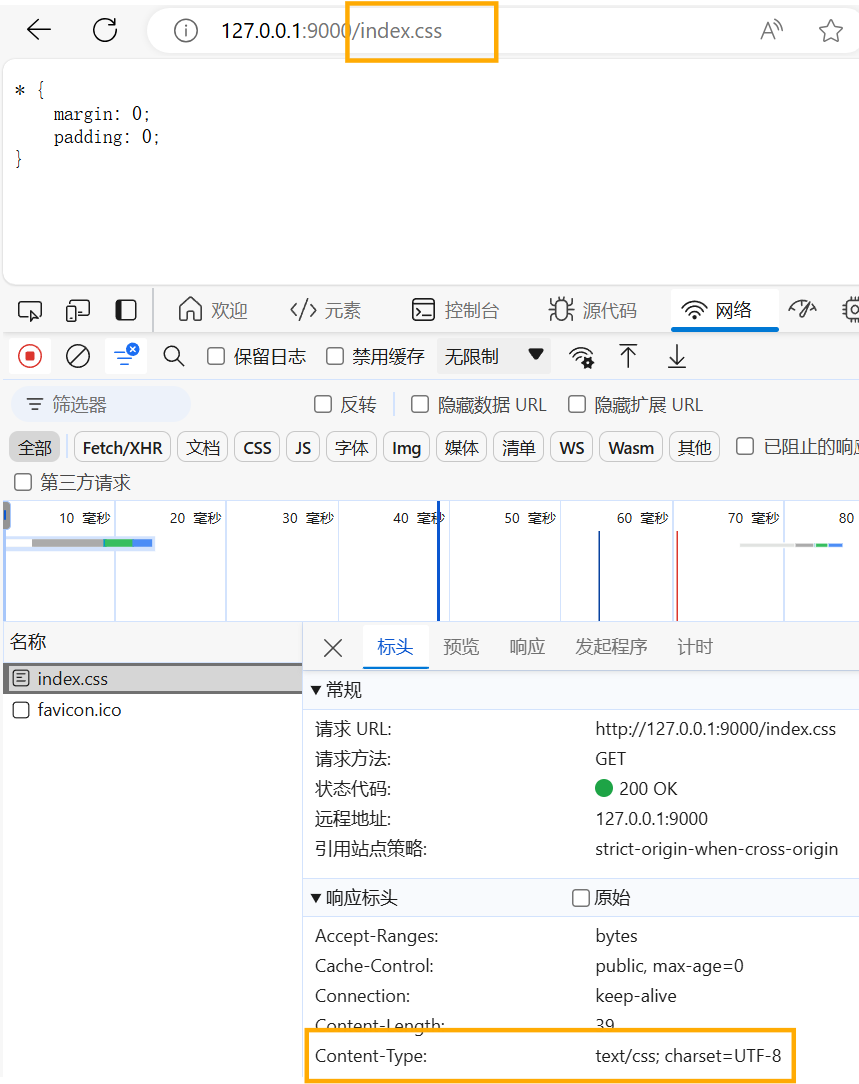 127.0.0.1:9000/index.css
* {
margin: 0;
padding: 0;
}
欢迎 元素 控制台 源代码 网络
保留日志 禁用缓存 无限制
筛选器 反转 隐藏数据 URL 隐藏扩展 URL
全部 Fetch/XHR 文档 CSS JS 字体 Img 媒体 清单 WS Wasm 其他 已阻止的响应
第三方请求
10 毫秒 20 毫秒 30 毫秒 40 毫秒 50 毫秒 60 毫秒 70 毫秒 80
名称 标头 预览 响应 发起程序 计时
index.css
favicon.ico
常规
请求 URL: http://127.0.0.1:9000/index.css
请求方法: GET
状态代码: 200 OK
远程地址: 127.0.0.1:9000
引用站点策略: strict-origin-when-cross-origin
响应标头 原始
Accept-Ranges: bytes
Cache-Control: public, max-age=0
Connection: keep-alive
Content-Length: 39
Content-Type: text/css; charset=UTF-8